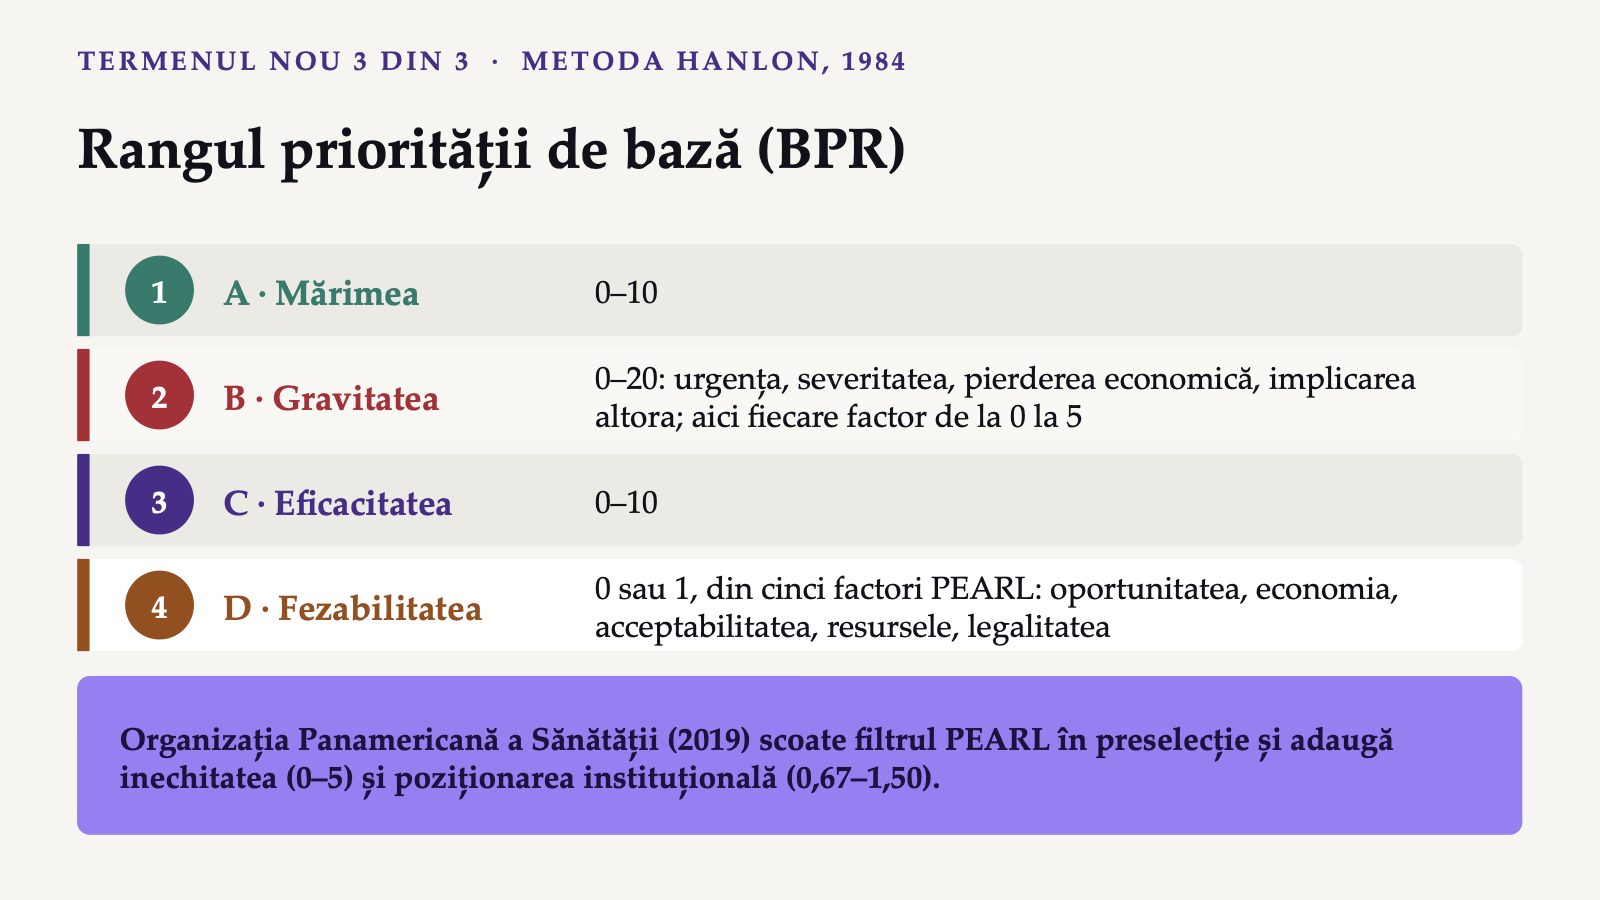 TERMENUL NOU 3 DIN 3 · METODA HANLON, 1984
Rangul priorității de bază (BPR)
1 A · Mărimea 0–10
2 B · Gravitatea 0–20: urgența, severitatea, pierderea economică, implicarea
altora; aici fiecare factor de la 0 la 5
3 C · Eficacitatea 0–10
4 D · Fezabilitatea 0 sau 1, din cinci factori PEARL: oportunitatea, economia,
acceptabilitatea, resursele, legalitatea
Organizația Panamericană a Sănătății (2019) scoate filtrul PEARL în preselecție și adaugă
inechitatea (0–5) și poziționarea instituțională (0,67–1,50).